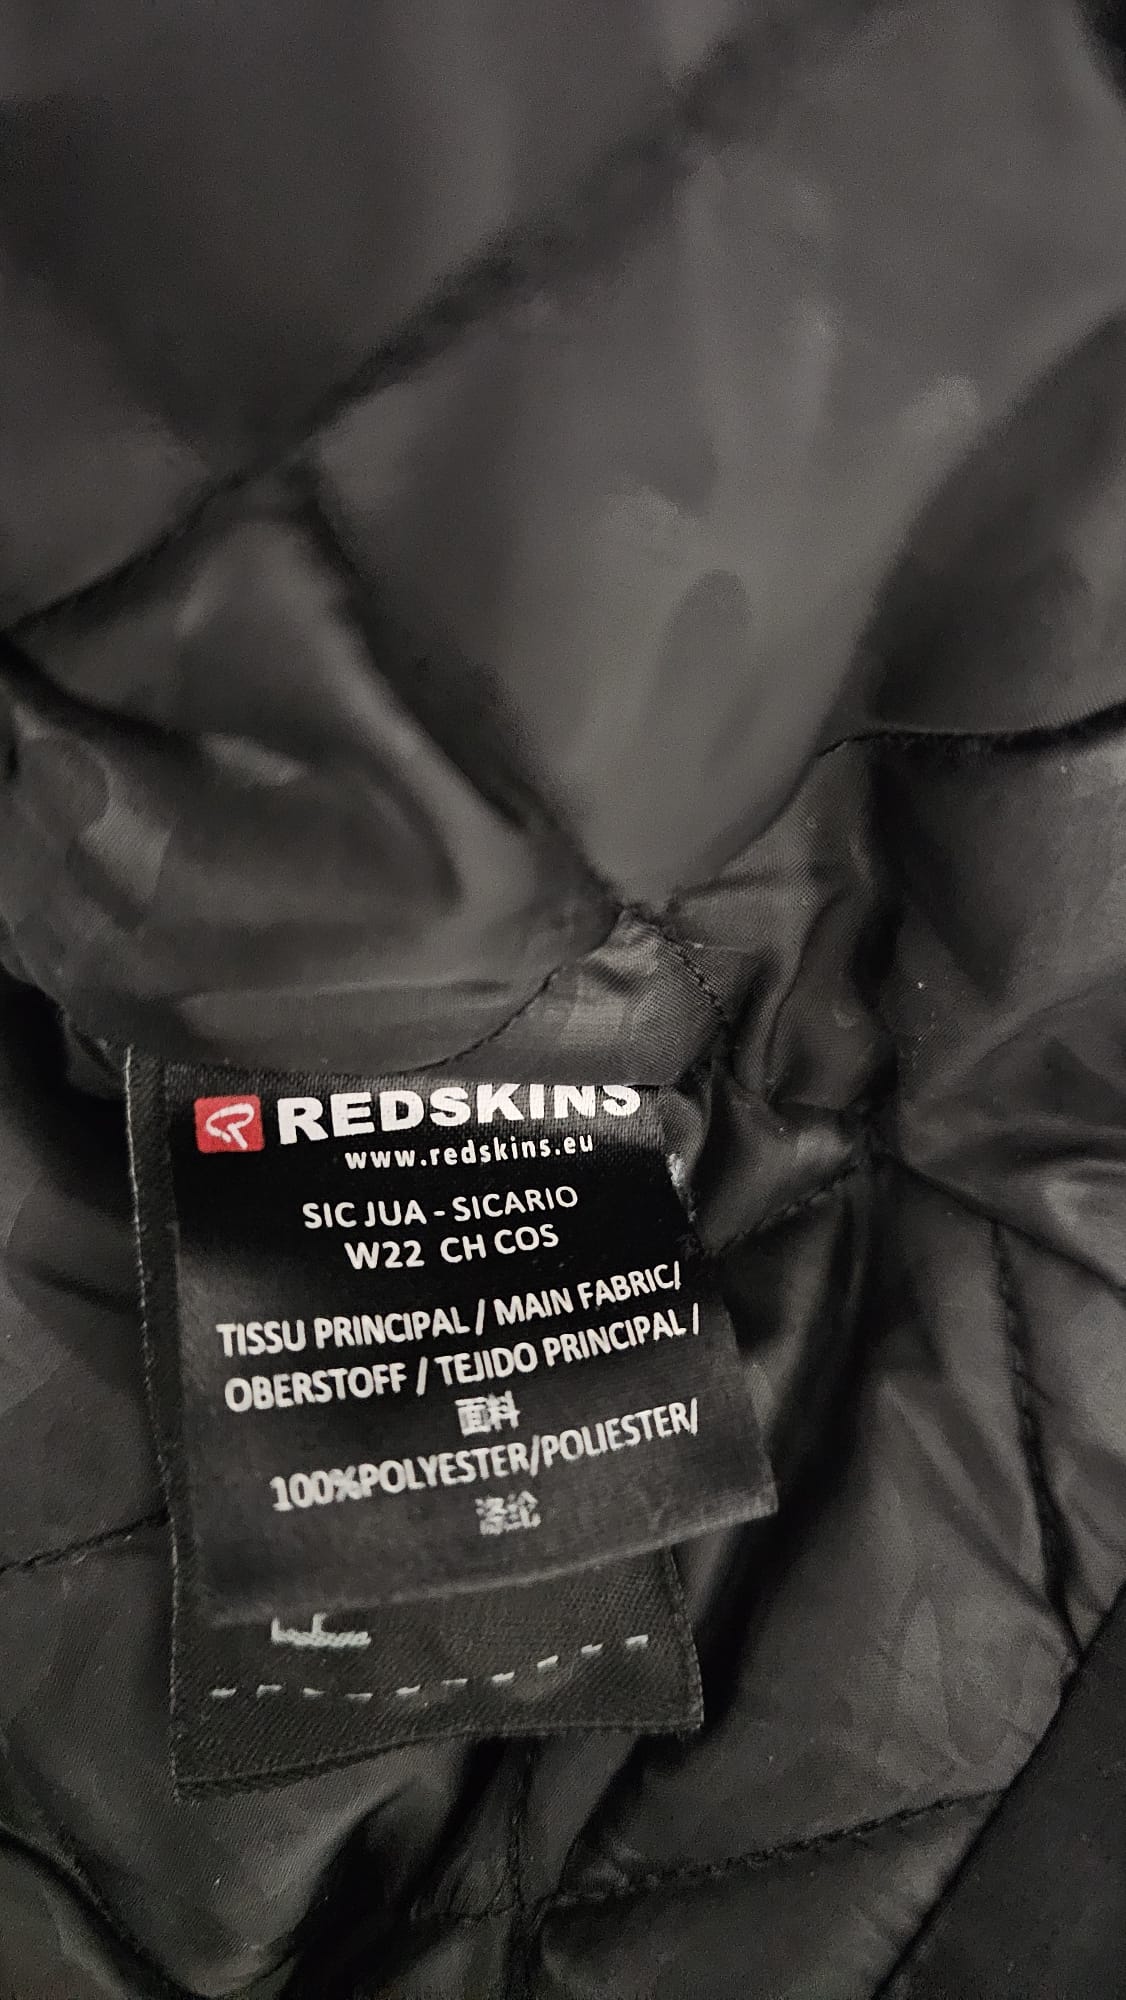 REDSKINS
www.redskins.eu
SIC JUA - SICARIO
W22 CH COS
TISSU PRINCIPAL / MAIN FABRIC/
OBERSTOFF / TEJIDO PRINCIPAL /
面料
100%POLYESTER/POLIESTER/
涤纶